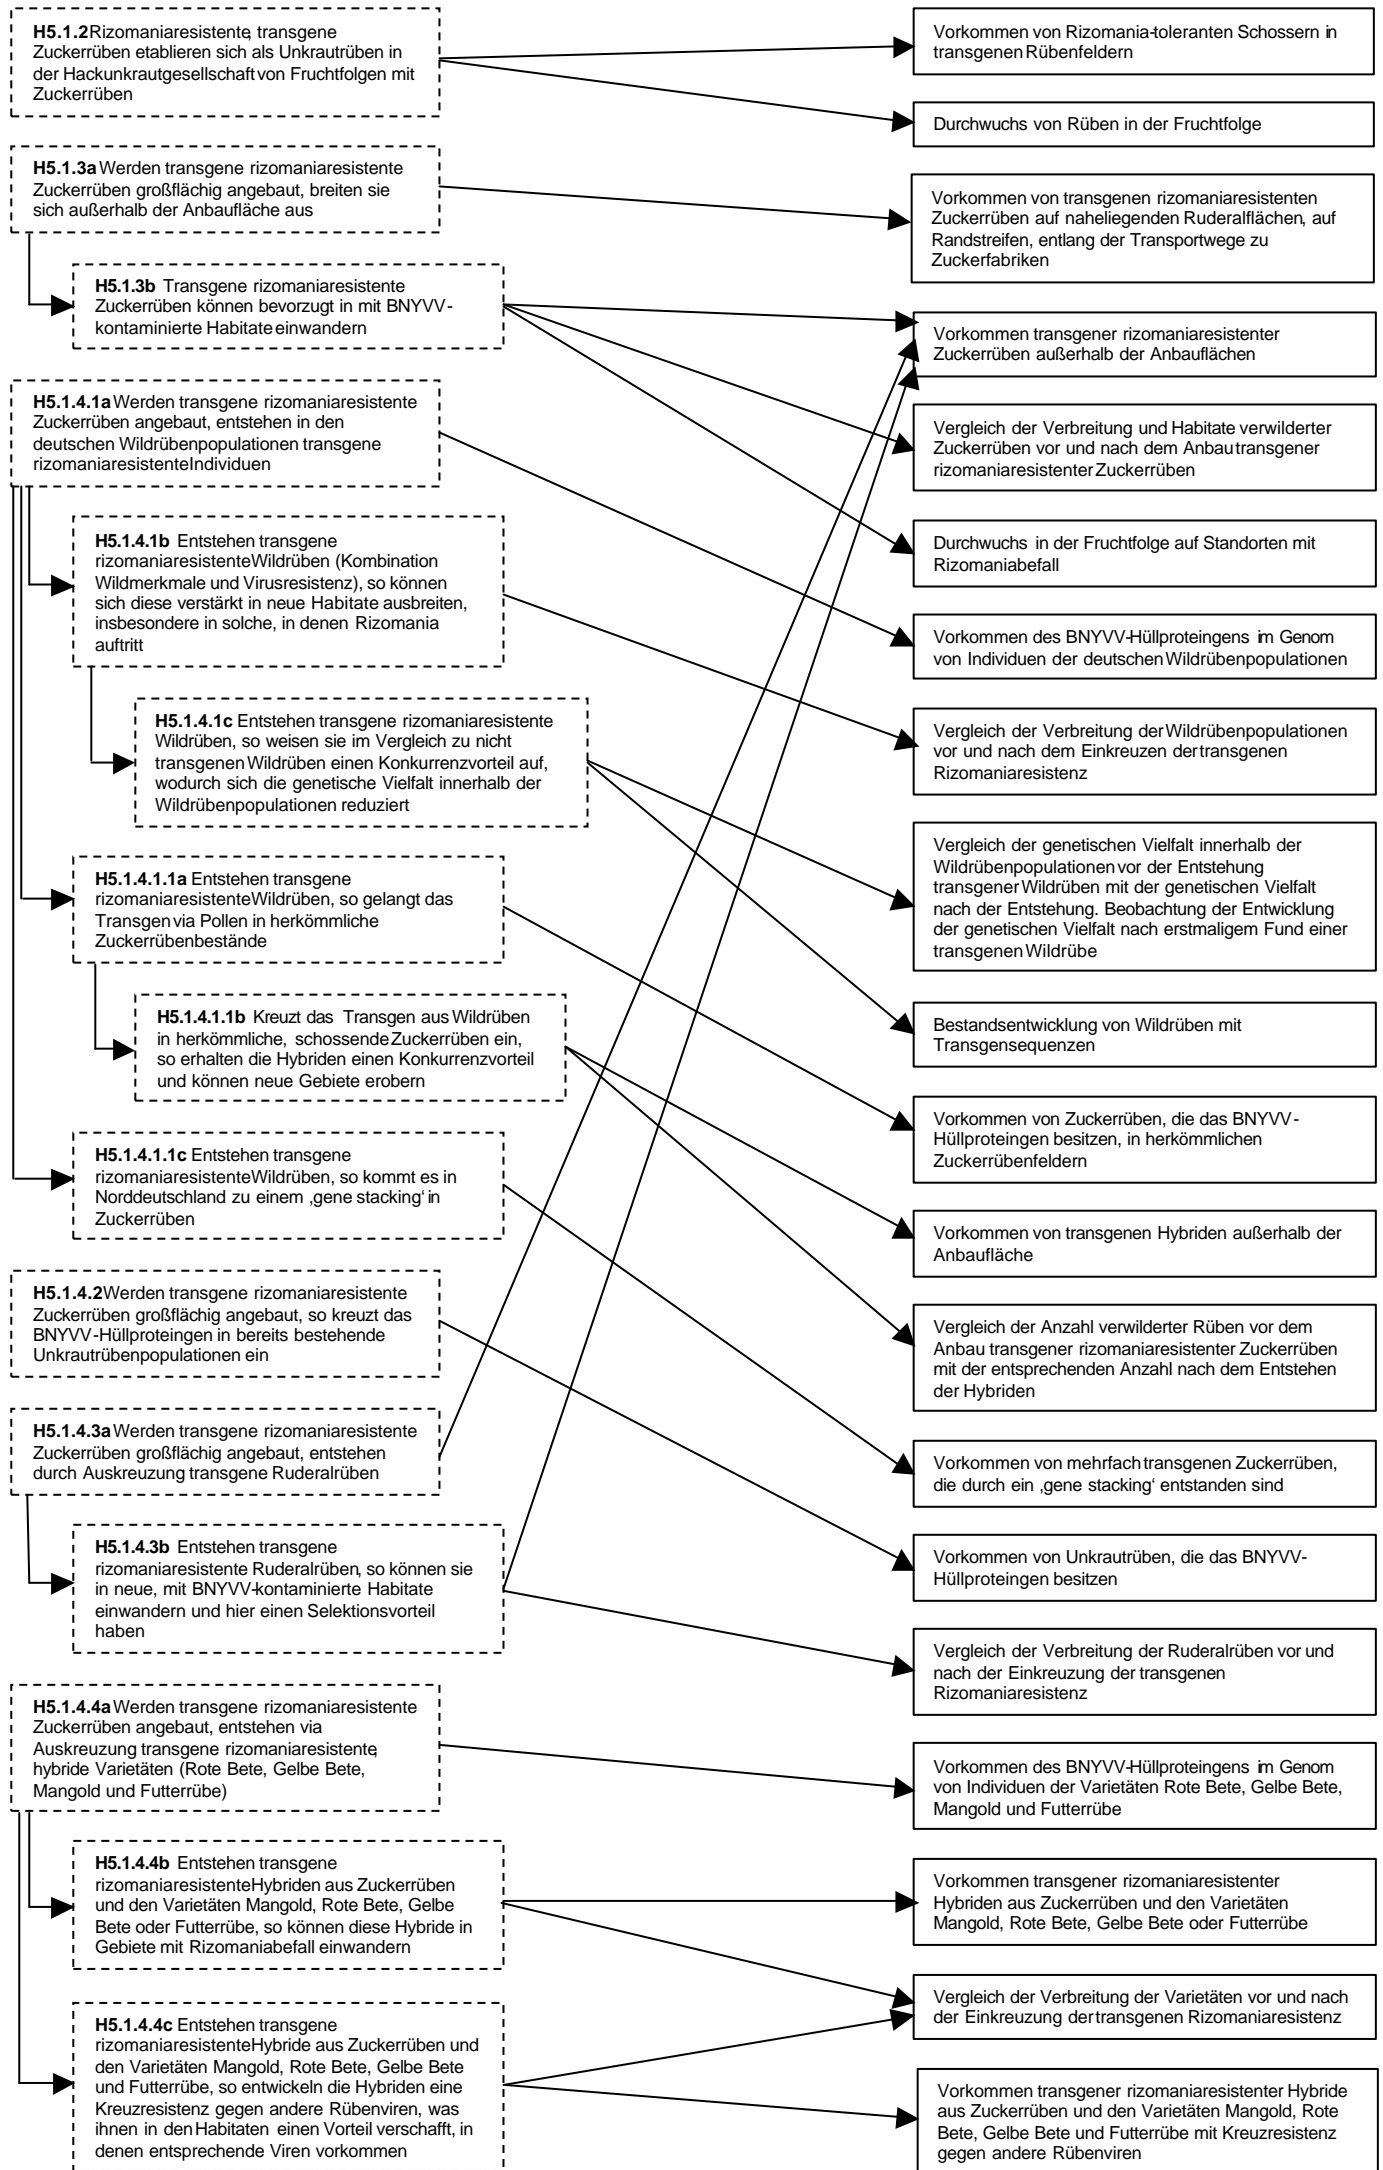 H5.1.2 Rizomaniaresistente, transgene
Zuckerrüben etablieren sich als Unkrautrüben in
der Hackunkrautgesellschaft von Fruchtfolgen mit
Zuckerrüben
Vorkommen von Rizomania-toleranten Schossern in
transgenen Rübenfeldern
Durchwuchs von Rüben in der Fruchtfolge
H5.1.3a Werden transgene rizomaniaresistente
Zuckerrüben großflächig angebaut, breiten sie
sich außerhalb der Anbaufläche aus
Vorkommen von transgenen rizomaniaresistenten
Zuckerrüben auf naheliegenden Ruderalflächen, auf
Randstreifen, entlang der Transportwege zu
Zuckerfabriken
H5.1.3b Transgene rizomaniaresistente
Zuckerrüben können bevorzugt in mit BNYVV-
kontaminierte Habitate einwandern
Vorkommen transgener rizomaniaresistenter
Zuckerrüben außerhalb der Anbauflächen
H5.1.4.1a Werden transgene rizomaniaresistente
Zuckerrüben angebaut, entstehen in den
deutschen Wildrübenpopulationen transgene
rizomaniaresistente Individuen
Vergleich der Verbreitung und Habitate verwilderter
Zuckerrüben vor und nach dem Anbau transgener
rizomaniaresistenter Zuckerrüben
H5.1.4.1b Entstehen transgene
rizomaniaresistente Wildrüben (Kombination
Wildmerkmale und Virusresistenz), so können
sich diese verstärkt in neue Habitate ausbreiten,
insbesondere in solche, in denen Rizomania
auftritt
Durchwuchs in der Fruchtfolge auf Standorten mit
Rizomaniabefall
Vorkommen des BNYVV-Hüllproteingens im Genom
von Individuen der deutschen Wildrübenpopulationen
H5.1.4.1c Entstehen transgene rizomaniaresistente
Wildrüben, so weisen sie im Vergleich zu nicht
transgenen Wildrüben einen Konkurrenzvorteil auf,
wodurch sich die genetische Vielfalt innerhalb der
Wildrübenpopulationen reduziert
Vergleich der Verbreitung der Wildrübenpopulationen
vor und nach dem Einkreuzen der transgenen
Rizomaniaresistenz
Vergleich der genetischen Vielfalt innerhalb der
Wildrübenpopulationen vor der Entstehung
transgener Wildrüben mit der genetischen Vielfalt
nach der Entstehung. Beobachtung der Entwicklung
der genetischen Vielfalt nach erstmaligem Fund einer
transgenen Wildrübe
H5.1.4.1.1a Entstehen transgene
rizomaniaresistente Wildrüben, so gelangt das
Transgen via Pollen in herkömmliche
Zuckerrübenbestände
H5.1.4.1.1b Kreuzt das Transgen aus Wildrüben
in herkömmliche, schossende Zuckerrüben ein,
so erhalten die Hybriden einen Konkurrenzvorteil
und können neue Gebiete erobern
Bestandsentwicklung von Wildrüben mit
Transgensequenzen
Vorkommen von Zuckerrüben, die das BNYVV-
Hüllproteingen besitzen, in herkömmlichen
Zuckerrübenfeldern
H5.1.4.1.1c Entstehen transgene
rizomaniaresistente Wildrüben, so kommt es in
Norddeutschland zu einem ‚gene stacking‘ in
Zuckerrüben
Vorkommen von transgenen Hybriden außerhalb der
Anbaufläche
H5.1.4.2 Werden transgene rizomaniaresistente
Zuckerrüben großflächig angebaut, so kreuzt das
BNYVV-Hüllproteingen in bereits bestehende
Unkrautrübenpopulationen ein
Vergleich der Anzahl verwilderter Rüben vor dem
Anbau transgener rizomaniaresistenter Zuckerrüben
mit der entsprechenden Anzahl nach dem Entstehen
der Hybriden
H5.1.4.3a Werden transgene rizomaniaresistente
Zuckerrüben großflächig angebaut, entstehen
durch Auskreuzung transgene Ruderalrüben
Vorkommen von mehrfach transgenen Zuckerrüben,
die durch ein ‚gene stacking‘ entstanden sind
H5.1.4.3b Entstehen transgene
rizomaniaresistente Ruderalrüben, so können sie
in neue, mit BNYVV-kontaminierte Habitate
einwandern und hier einen Selektionsvorteil
haben
Vorkommen von Unkrautrüben, die das BNYVV-
Hüllproteingen besitzen
Vergleich der Verbreitung der Ruderalrüben vor und
nach der Einkreuzung der transgenen
Rizomaniaresistenz
H5.1.4.4a Werden transgene rizomaniaresistente
Zuckerrüben angebaut, entstehen via
Auskreuzung transgene rizomaniaresistente,
hybride Varietäten (Rote Bete, Gelbe Bete,
Mangold und Futterrübe)
Vorkommen des BNYVV-Hüllproteingens im Genom
von Individuen der Varietäten Rote Bete, Gelbe Bete,
Mangold und Futterrübe
H5.1.4.4b Entstehen transgene
rizomaniaresistente Hybriden aus Zuckerrüben
und den Varietäten Mangold, Rote Bete, Gelbe
Bete oder Futterrübe, so können diese Hybride in
Gebiete mit Rizomaniabefall einwandern
Vorkommen transgener rizomaniaresistenter
Hybriden aus Zuckerrüben und den Varietäten
Mangold, Rote Bete, Gelbe Bete oder Futterrübe
Vergleich der Verbreitung der Varietäten vor und nach
der Einkreuzung der transgenen Rizomaniaresistenz
H5.1.4.4c Entstehen transgene
rizomaniaresistente Hybride aus Zuckerrüben und
den Varietäten Mangold, Rote Bete, Gelbe Bete
und Futterrübe, so entwickeln die Hybriden eine
Kreuzresistenz gegen andere Rübenviren, was
ihnen in den Habitaten einen Vorteil verschafft, in
denen entsprechende Viren vorkommen
Vorkommen transgener rizomaniaresistenter Hybride
aus Zuckerrüben und den Varietäten Mangold, Rote
Bete, Gelbe Bete und Futterrübe mit Kreuzresistenz
gegen andere Rübenviren